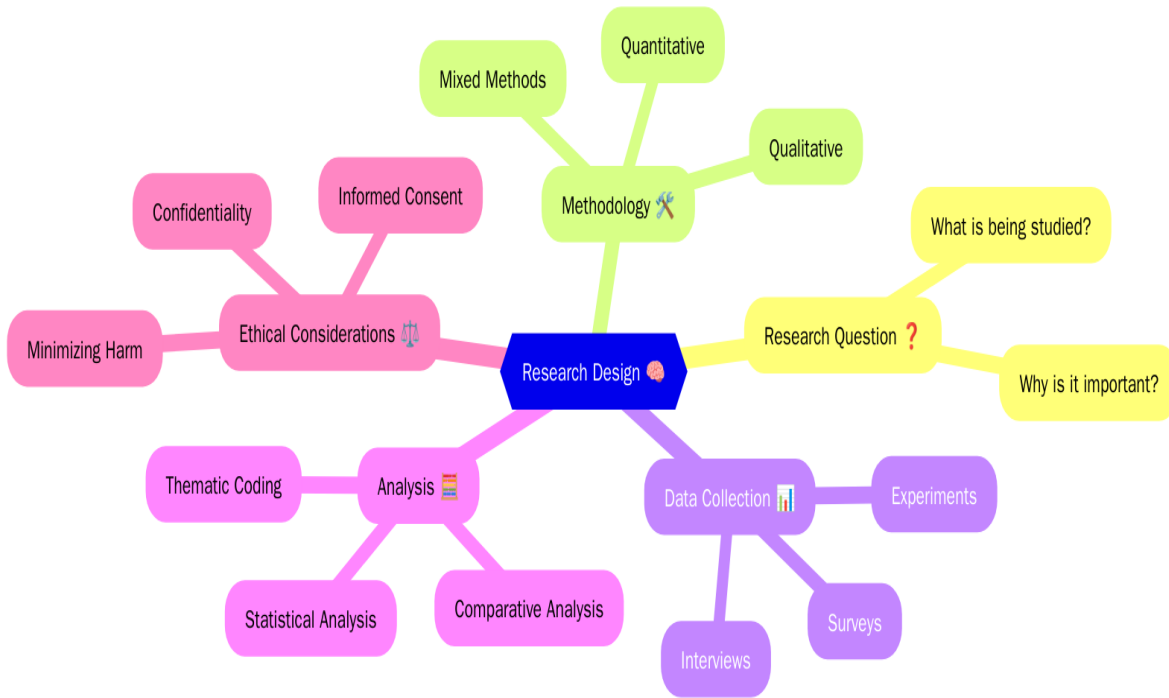 Quantitative
Mixed Methods
Qualitative
Methodology 🛠️
Informed Consent
Confidentiality
What is being studied?
Ethical Considerations ⚖️
Research Question ❓
Minimizing Harm
Research Design 🧠
Why is it important?
Thematic Coding
Analysis 🧮
Data Collection 📊
Experiments
Statistical Analysis
Comparative Analysis
Surveys
Interviews